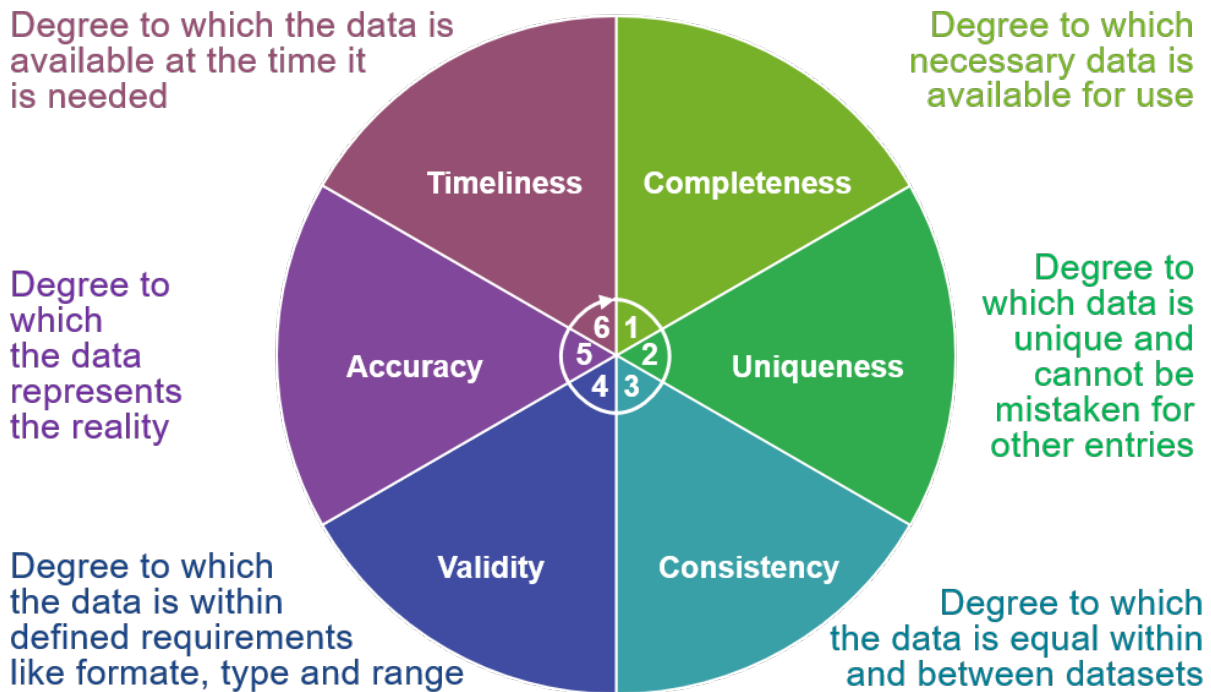 Degree to which the data is
available at the time it
is needed
Degree to which
necessary data is
available for use
Timeliness
Completeness
Degree to
which
the data
represents
the reality
Degree to
which data is
unique and
cannot be
mistaken for
other entries
6 1
5 2
4 3
Accuracy
Uniqueness
Validity
Consistency
Degree to which
the data is within
defined requirements
like formate, type and range
Degree to which
the data is equal within
and between datasets